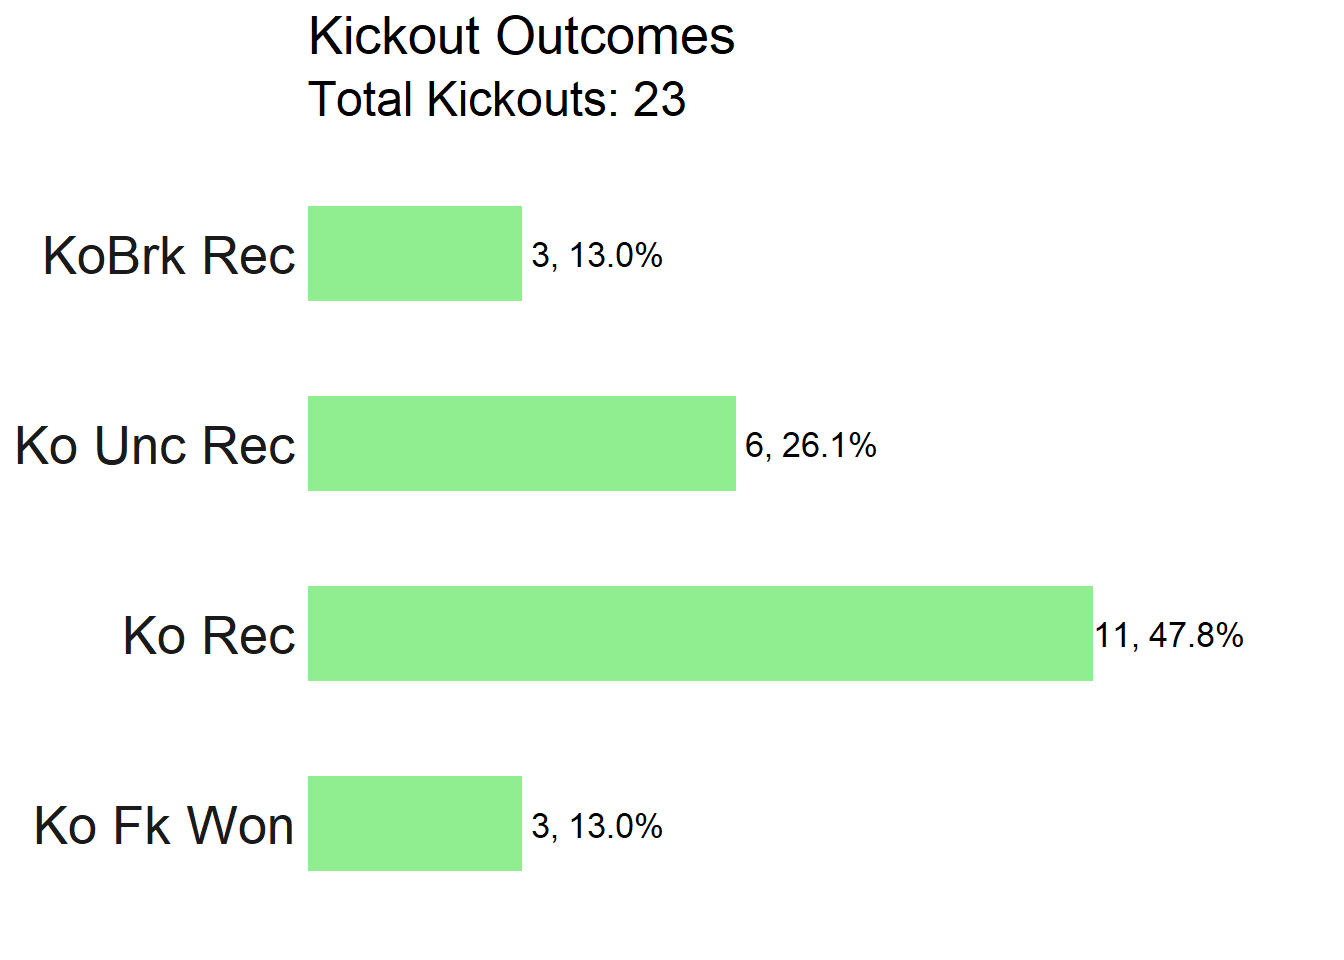 Kickout Outcomes
Total Kickouts: 23
KoBrk Rec 3, 13.0%
Ko Unc Rec 6, 26.1%
Ko Rec 11, 47.8%
Ko Fk Won 3, 13.0%